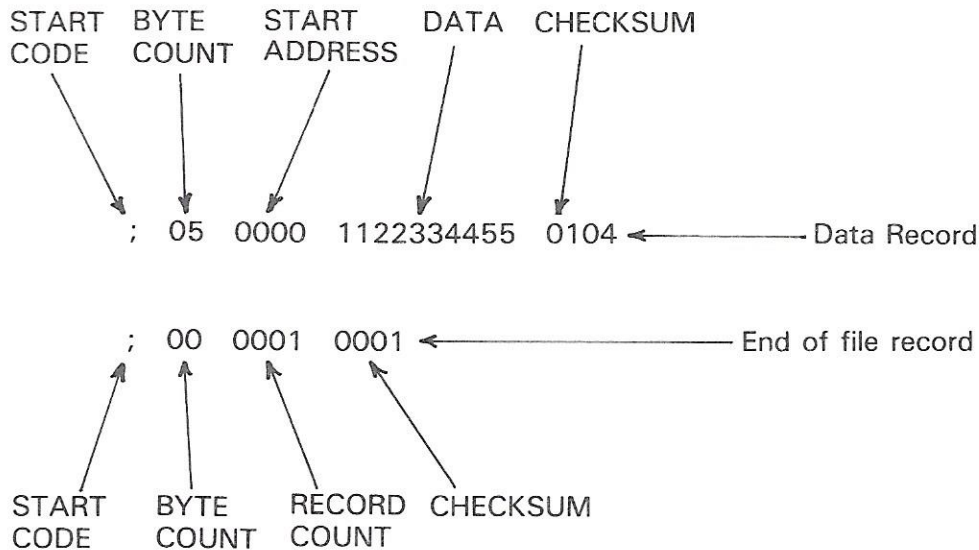 START BYTE START DATA CHECKSUM
CODE COUNT ADDRESS
; 05 0000 1122334455 0104 Data Record
; 00 0001 0001 End of file record
START BYTE RECORD CHECKSUM
CODE COUNT COUNT